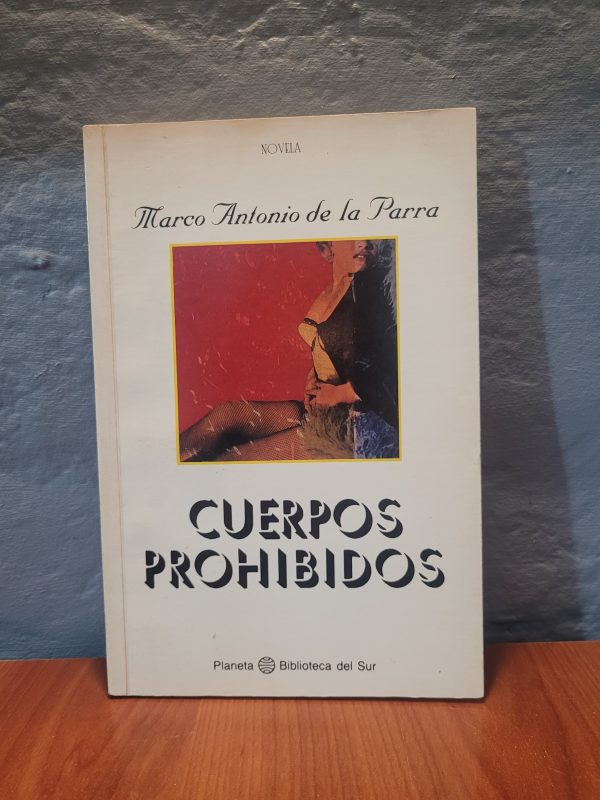 NOVELA
Marco Antonio de la Parra
CUERPOS
PROHIBIDOS
Planeta Biblioteca del Sur